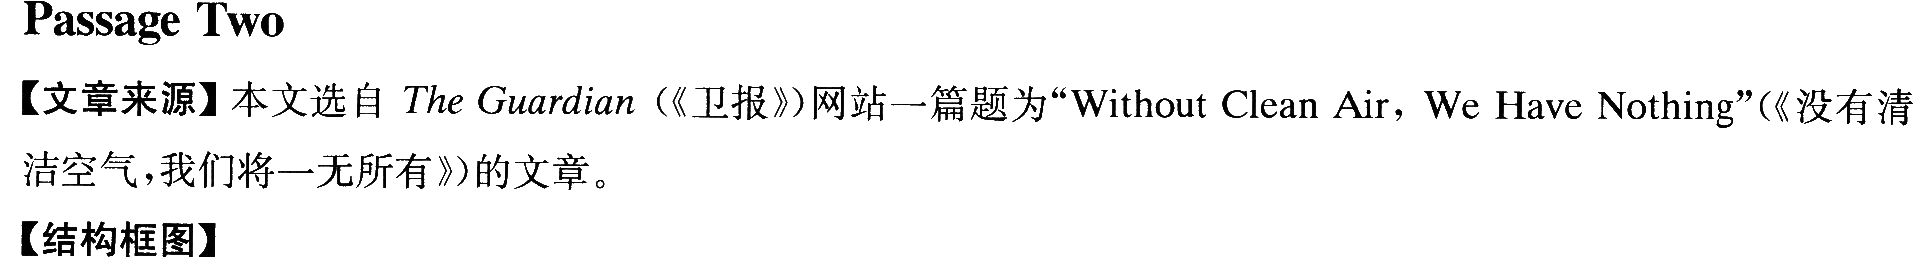 Passage Two
【文章来源】本文选自 The Guardian (《卫报》)网站一篇题为“Without Clean Air, We Have Nothing”(《没有清
洁空气,我们将一无所有》)的文章。
【结构框图】